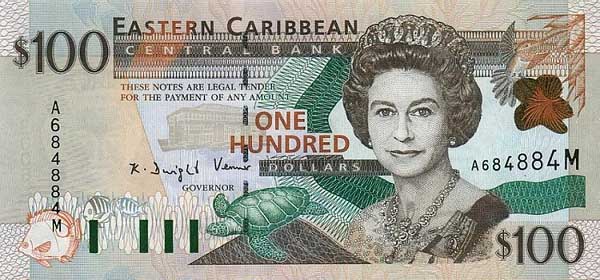 EASTERN CARIBBEAN
$100
CENTRAL BANK
THESE NOTES ARE LEGAL TENDER
FOR THE PAYMENT OF ANY AMOUNT
A684884M
ONE
HUNDRED
DOLLARS
A684884M
K. Dwight Venner
GOVERNOR
$100